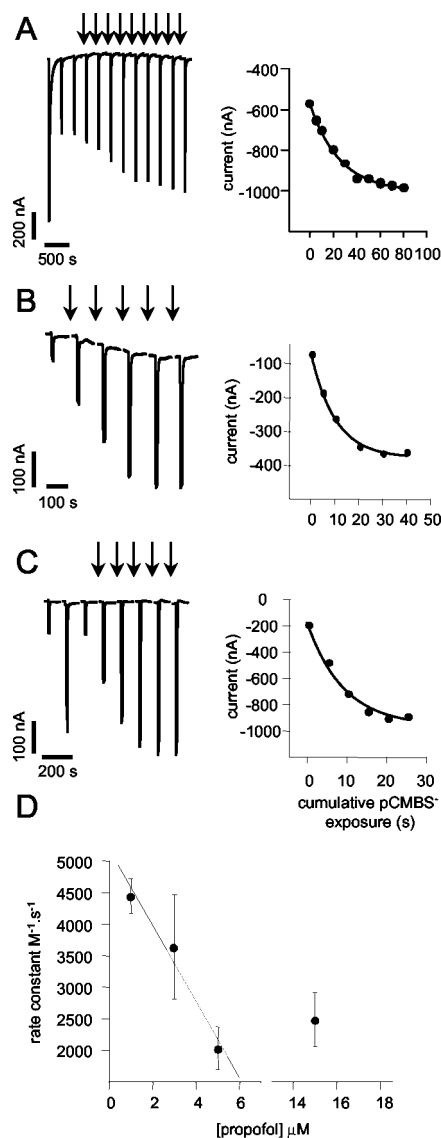 A
200 nA
500 s
current (nA)
-400
-600
-800
-1000
0 20 40 60 80 100
B
100 nA
100 s
current (nA)
-100
-200
-300
-400
0 10 20 30 40 50
C
100 nA
200 s
current (nA)
0
-200
-400
-600
-800
-1000
0 10 20 30
cumulative pCMBS-
exposure (s)
D
rate constant M-1.s-1
5000
4500
4000
3500
3000
2500
2000
0 2 4 6 14 16 18
[propofol] µM